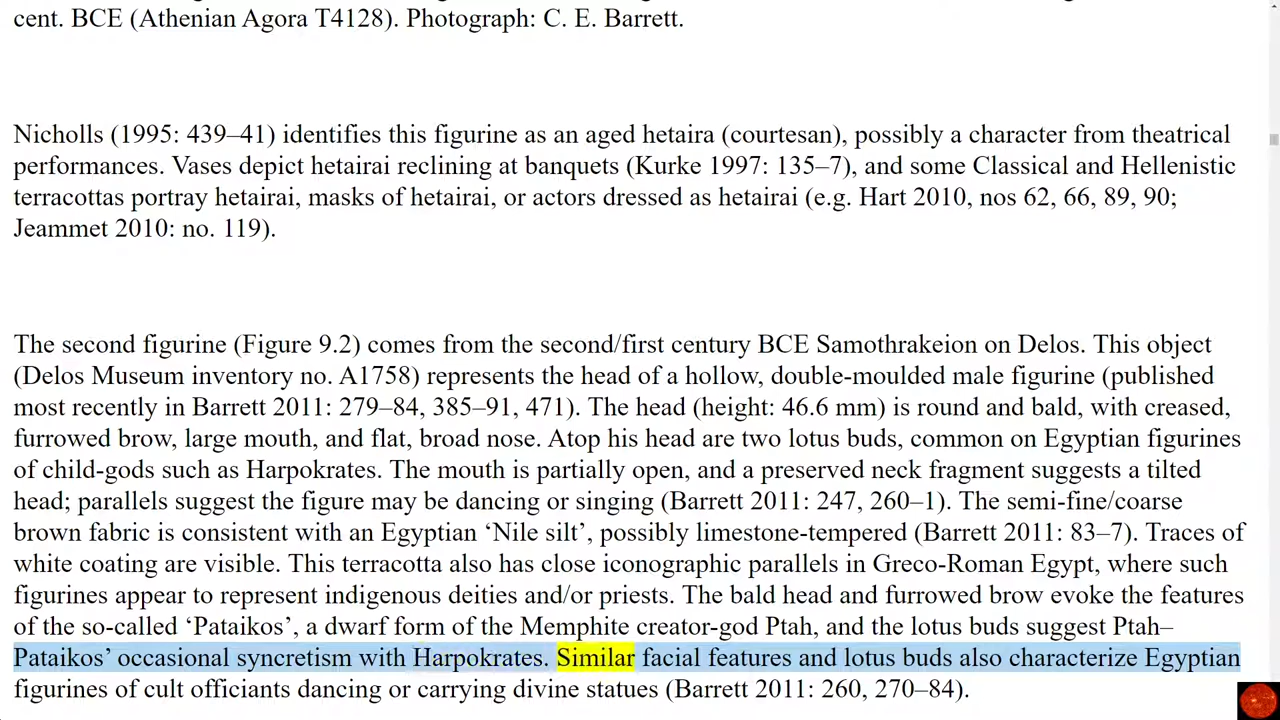 cent. BCE (Athenian Agora T4128). Photograph: C. E. Barrett.
Nicholls (1995: 439–41) identifies this figurine as an aged hetaira (courtesan), possibly a character from theatrical
performances. Vases depict hetairai reclining at banquets (Kurke 1997: 135–7), and some Classical and Hellenistic
terracottas portray hetairai, masks of hetairai, or actors dressed as hetairai (e.g. Hart 2010, nos 62, 66, 89, 90;
Jeammet 2010: no. 119).
The second figurine (Figure 9.2) comes from the second/first century BCE Samothrakeion on Delos. This object
(Delos Museum inventory no. A1758) represents the head of a hollow, double-moulded male figurine (published
most recently in Barrett 2011: 279–84, 385–91, 471). The head (height: 46.6 mm) is round and bald, with creased,
furrowed brow, large mouth, and flat, broad nose. Atop his head are two lotus buds, common on Egyptian figurines
of child-gods such as Harpokrates. The mouth is partially open, and a preserved neck fragment suggests a tilted
head; parallels suggest the figure may be dancing or singing (Barrett 2011: 247, 260–1). The semi-fine/coarse
brown fabric is consistent with an Egyptian ‘Nile silt’, possibly limestone-tempered (Barrett 2011: 83–7). Traces of
white coating are visible. This terracotta also has close iconographic parallels in Greco-Roman Egypt, where such
figurines appear to represent indigenous deities and/or priests. The bald head and furrowed brow evoke the features
of the so-called ‘Pataikos’, a dwarf form of the Memphite creator-god Ptah, and the lotus buds suggest Ptah–
Pataikos’ occasional syncretism with Harpokrates. Similar facial features and lotus buds also characterize Egyptian
figurines of cult officiants dancing or carrying divine statues (Barrett 2011: 260, 270–84).